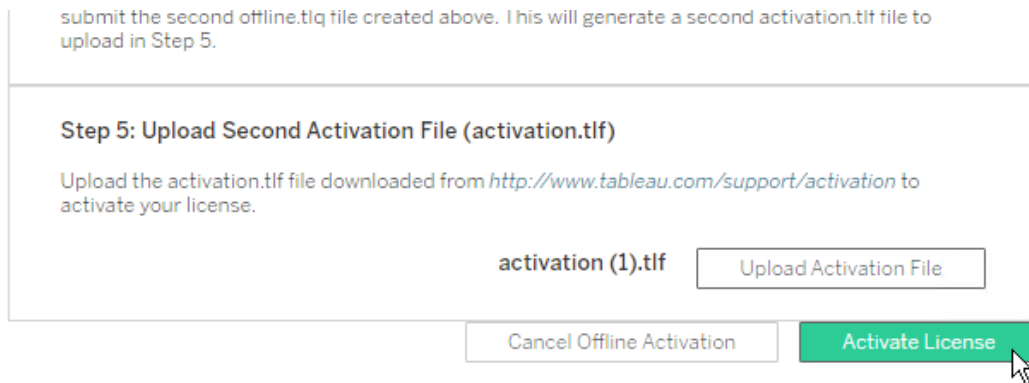 submit the second offline.tlq file created above. This will generate a second activation.tlf file to
upload in Step 5.
Step 5: Upload Second Activation File (activation.tlf)
Upload the activation.tlf file downloaded from http://www.tableau.com/support/activation to
activate your license.
activation (1).tlf
Upload Activation File
Cancel Offline Activation
Activate License